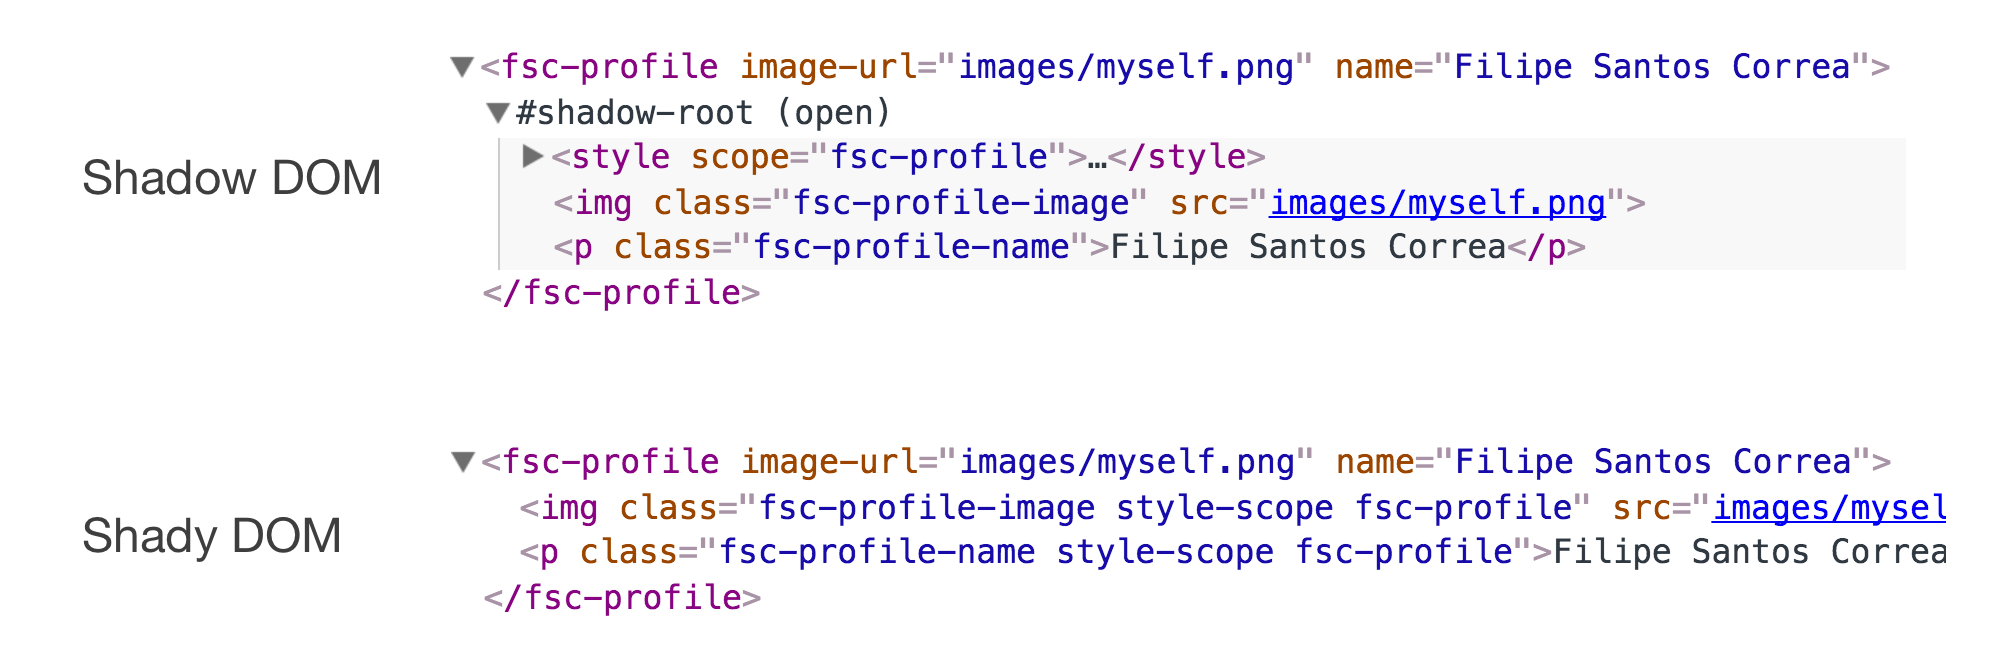 <fsc-profile image-url="images/myself.png" name="Filipe Santos Correa">
#shadow-root (open)
Shadow DOM
<style scope="fsc-profile">…</style>
<img class="fsc-profile-image" src="images/myself.png">
<p class="fsc-profile-name">Filipe Santos Correa</p>
</fsc-profile>
<fsc-profile image-url="images/myself.png" name="Filipe Santos Correa">
<img class="fsc-profile-image style-scope fsc-profile" src="images/mysel
Shady DOM
<p class="fsc-profile-name style-scope fsc-profile">Filipe Santos Correa
</fsc-profile>